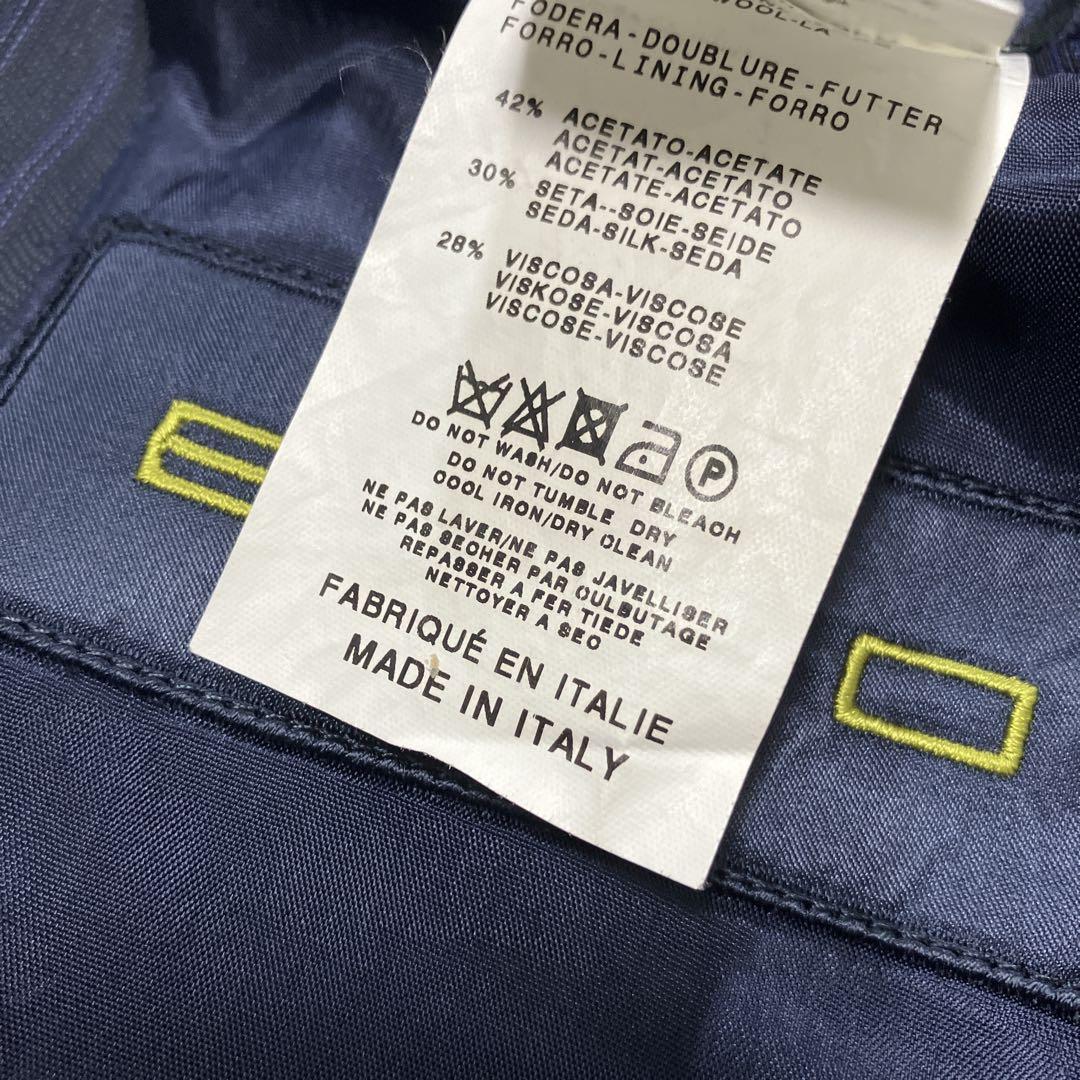 WOOL-LA
FODERA-DOUBLURE-FUTTER
FORRO-LINING-FORRO
42% ACETATO-ACETATE
ACETAT-ACETATO
ACETATE-ACETATO
30% SETA--SOIE-SEIDE
SEDA-SILK-SEDA
28% VISCOSA-VISCOSE
VISKOSE-VISCOSA
VISCOSE-VISCOSE
P
DO NOT WASH/DO NOT BLEACH
DO NOT TUMBLE DRY
COOL IRON/DRY CLEAN
NE PAS LAVER/NE PAS JAVELLISER
NE PAS SECHER PAR CULBUTAGE
REPASSER A FER TIEDE
NETTOYER A SEC
FABRIQUÉ EN ITALIE
MADE IN ITALY